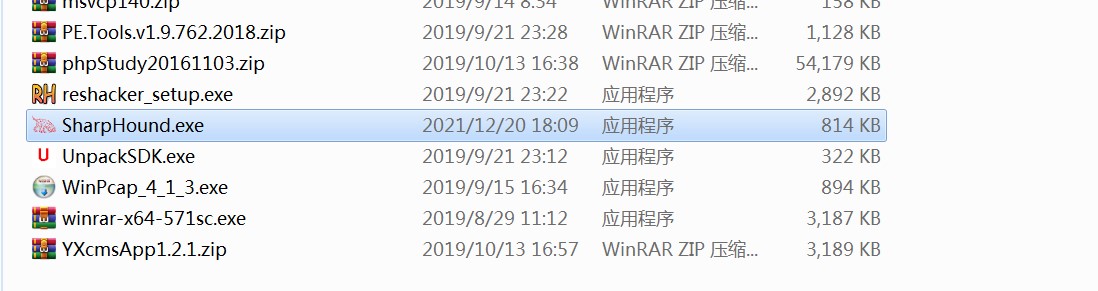 msvcp140.zip 2019/9/14 8:54 WinRAR ZIP 压缩... 158 KB
PE.Tools.v1.9.762.2018.zip 2019/9/21 23:28 WinRAR ZIP 压缩... 1,128 KB
phpStudy20161103.zip 2019/10/13 16:38 WinRAR ZIP 压缩... 54,179 KB
RH reshacker_setup.exe 2019/9/21 23:22 应用程序 2,892 KB
SharpHound.exe 2021/12/20 18:09 应用程序 814 KB
U UnpackSDK.exe 2019/9/21 23:12 应用程序 322 KB
WinPcap_4_1_3.exe 2019/9/15 16:34 应用程序 894 KB
winrar-x64-571sc.exe 2019/8/29 11:12 应用程序 3,187 KB
YXcmsApp1.2.1.zip 2019/10/13 16:57 WinRAR ZIP 压缩... 3,189 KB